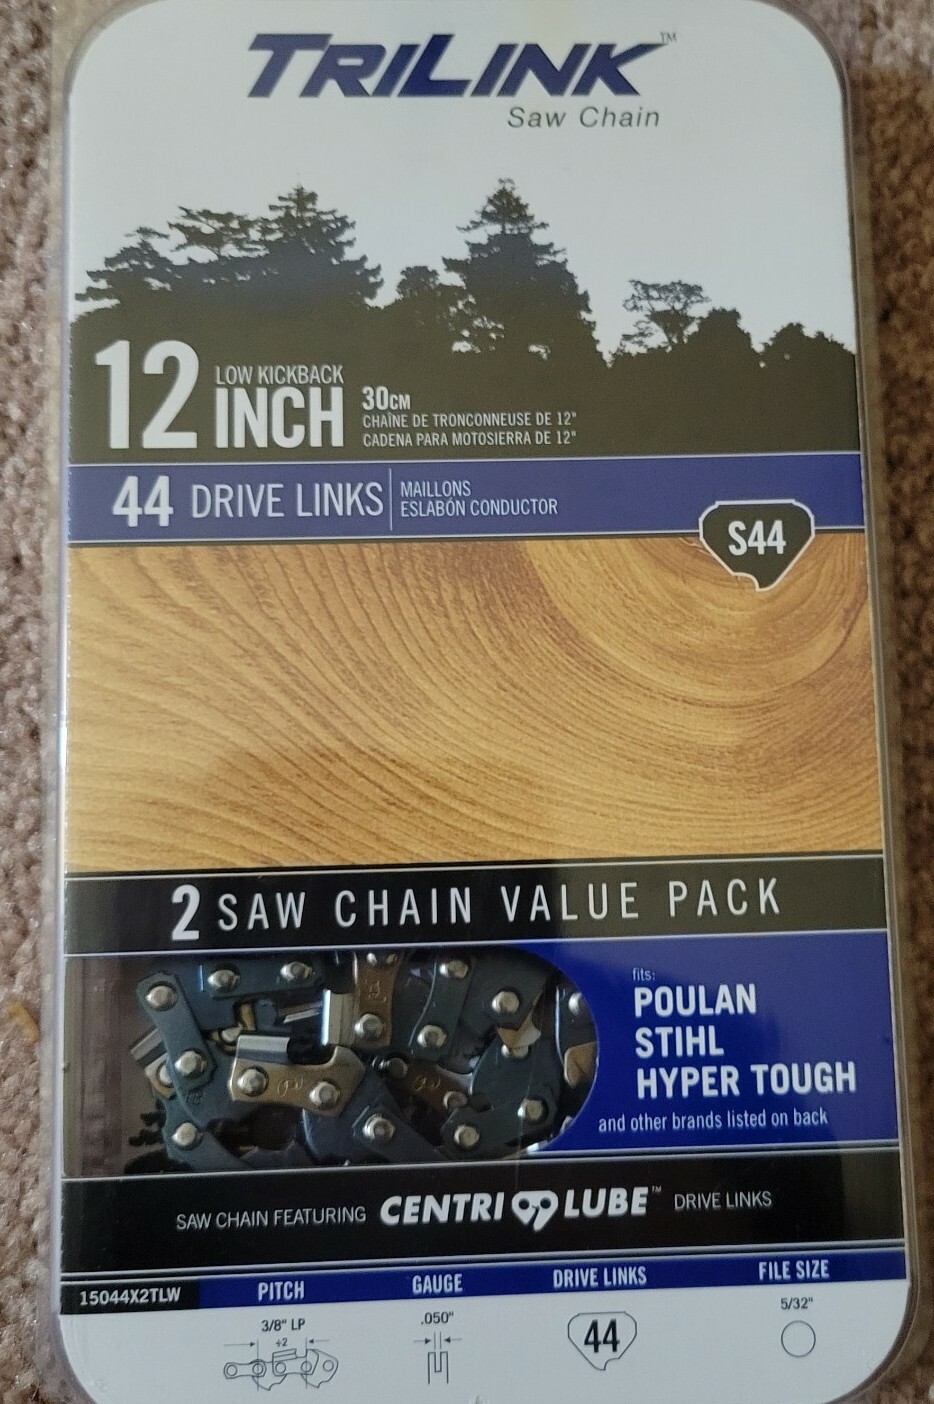 TRILINK™
Saw Chain
12 LOW KICKBACK INCH
30CM
CHAÎNE DE TRONCONNEUSE DE 12"
CADENA PARA MOTOSIERRA DE 12"
44 DRIVE LINKS
MAILLONS
ESLABÓN CONDUCTOR
S44
2 SAW CHAIN VALUE PACK
fits:
POULAN
STIHL
HYPER TOUGH
and other brands listed on back
SAW CHAIN FEATURING CENTRI LUBE™ DRIVE LINKS
15044X2TLW PITCH GAUGE DRIVE LINKS FILE SIZE
3/8" LP .050" 44 5/32"
÷2